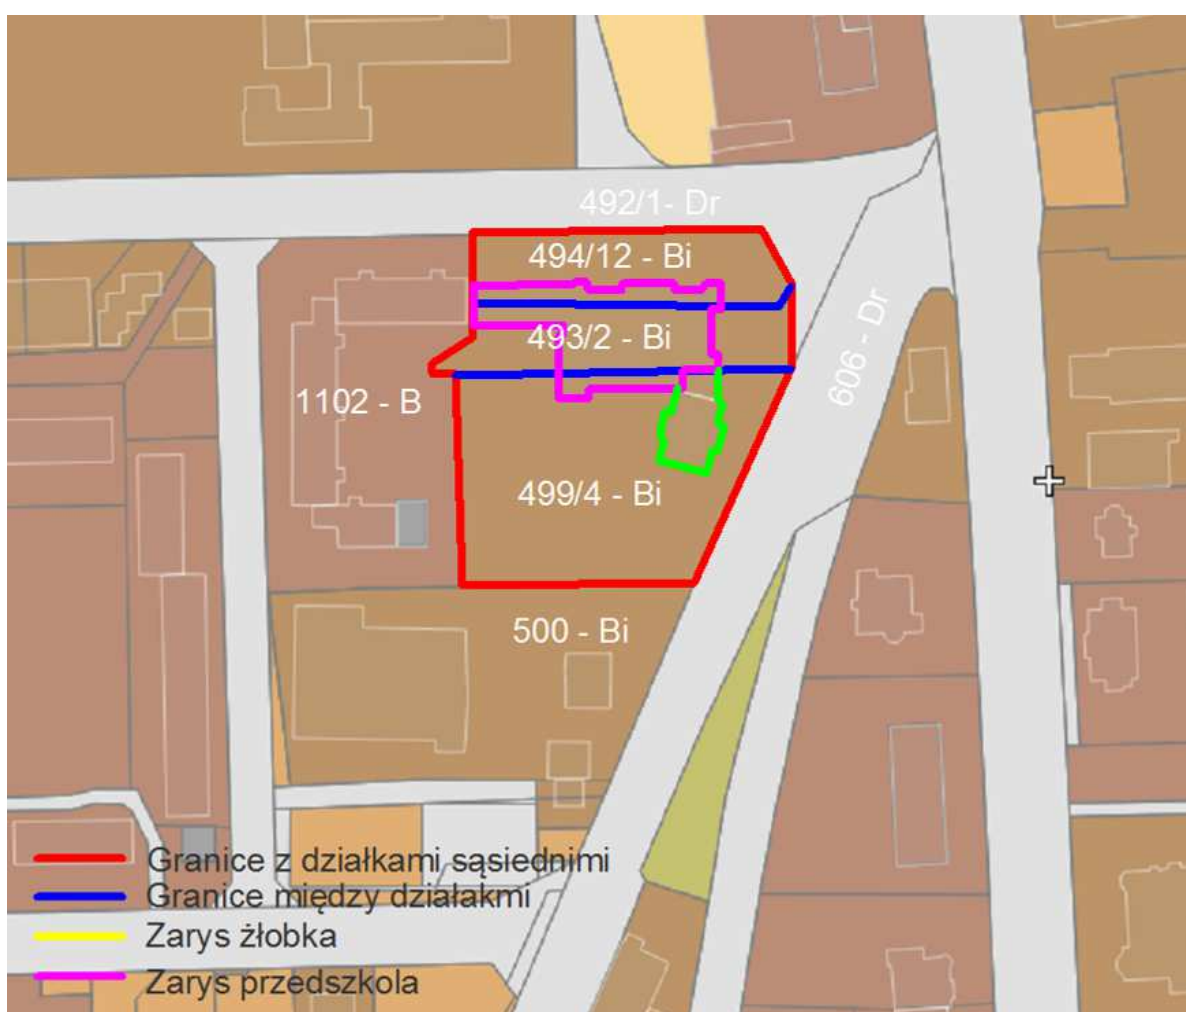 492/1- Dr
494/12 - Bi
493/2 - Bi
606 - Dr
1102 - B
499/4 - Bi
500 - Bi
Granice z działkami sąsiednimi
Granice między działakmi
Zarys żłobka
Zarys przedszkola